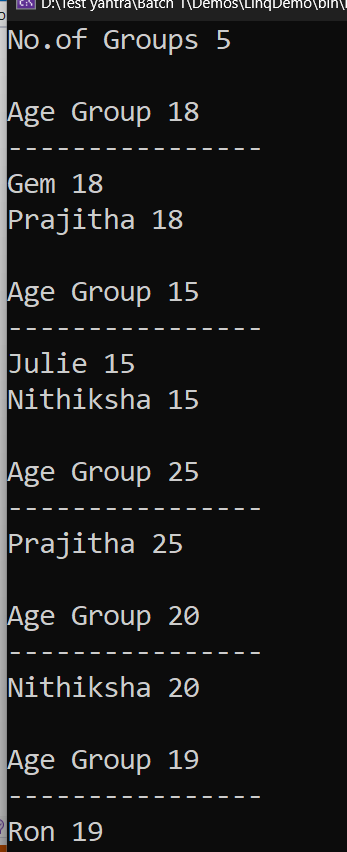 D:\Test yantra\Batch 1\Demos\LinqDemo\bin\
No.of Groups 5
Age Group 18
----------------
Gem 18
Prajitha 18
Age Group 15
----------------
Julie 15
Nithiksha 15
Age Group 25
----------------
Prajitha 25
Age Group 20
----------------
Nithiksha 20
Age Group 19
----------------
Ron 19